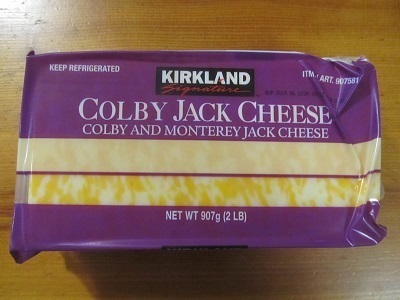 KEEP REFRIGERATED
KIRKLAND
Signature
ITM./ART. 907581
COLBY JACK CHEESE
COLBY AND MONTEREY JACK CHEESE
NET WT 907g (2 LB)